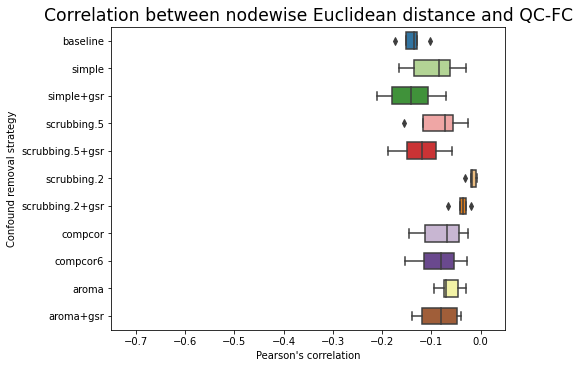 Correlation between nodewise Euclidean distance and QC-FC
Confound removal strategy
baseline
simple
simple+gsr
scrubbing.5
scrubbing.5+gsr
scrubbing.2
scrubbing.2+gsr
compcor
compcor6
aroma
aroma+gsr
−0.7 −0.6 −0.5 −0.4 −0.3 −0.2 −0.1 0.0
Pearson's correlation